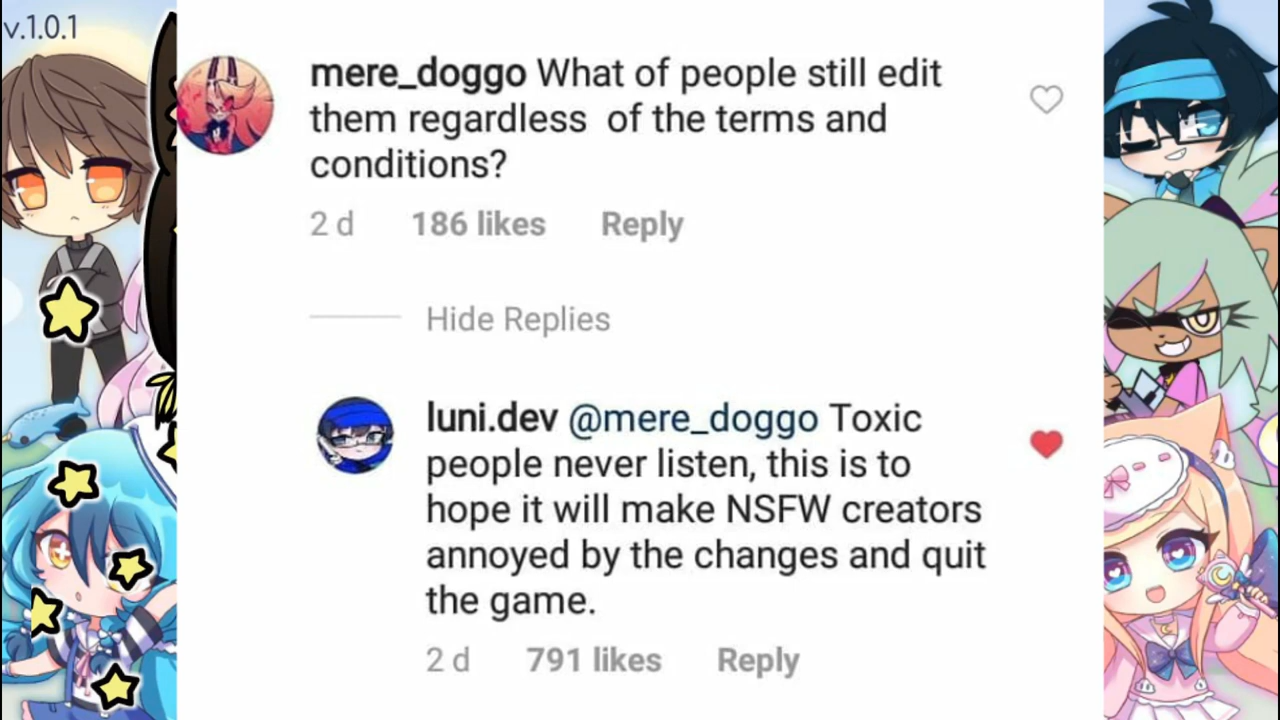 v.1.0.1
mere_doggo What of people still edit
them regardless of the terms and
conditions?
2 d 186 likes Reply
Hide Replies
luni.dev @mere_doggo Toxic
people never listen, this is to
hope it will make NSFW creators
annoyed by the changes and quit
the game.
2 d 791 likes Reply